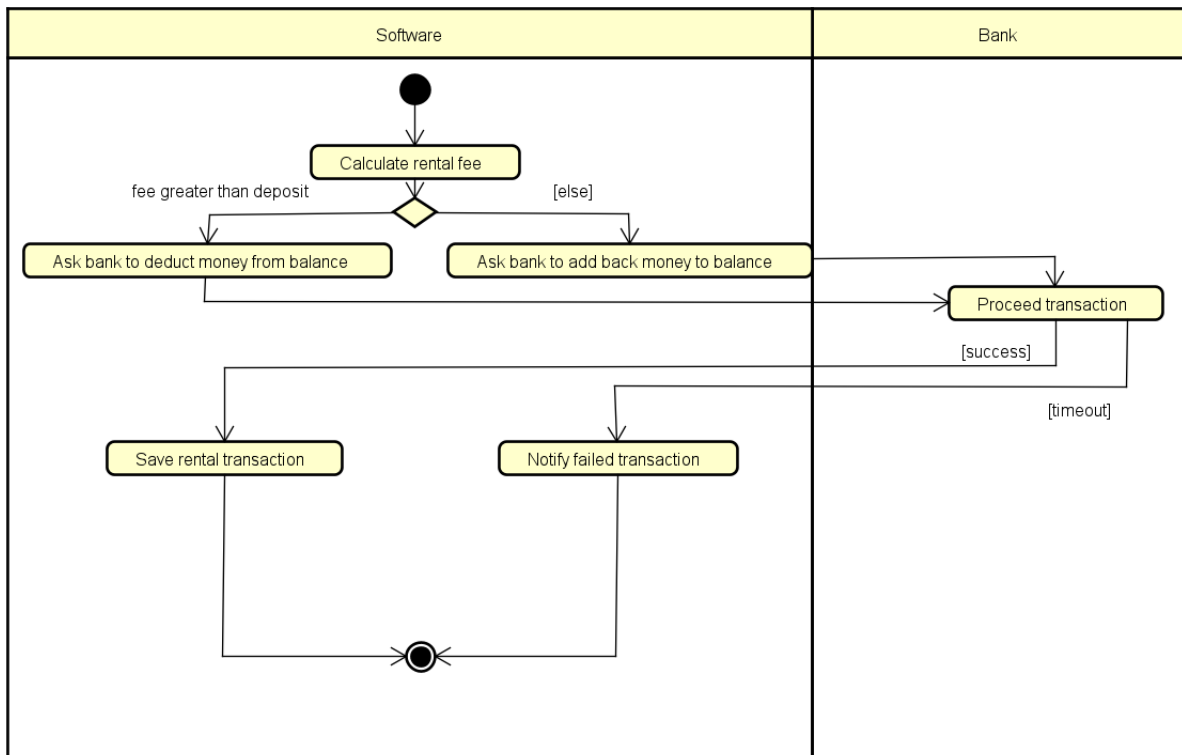 Software
Bank
Calculate rental fee
fee greater than deposit
[else]
Ask bank to deduct money from balance
Ask bank to add back money to balance
Proceed transaction
[success]
[timeout]
Save rental transaction
Notify failed transaction